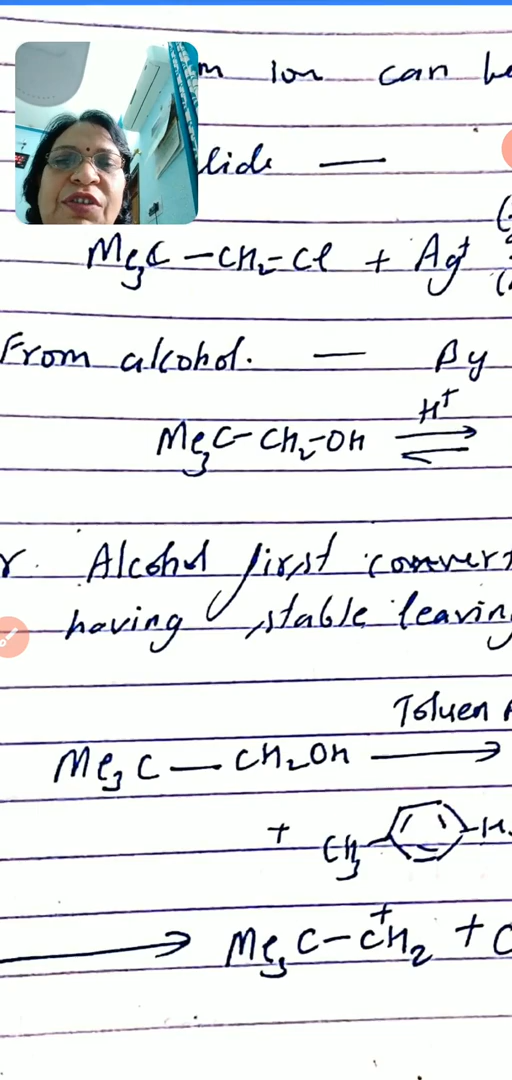 m ion can be
lide —
Me3C-CH2-Cl + Ag+
From alcohol. — By
H+
Me3C-CH2-OH ⇌
r. Alcohol first convert
having stable leaving
Toluen
Me3C-CH2OH ⟶
+ CH3 -H
⟶ Me3C-C+H2 + C